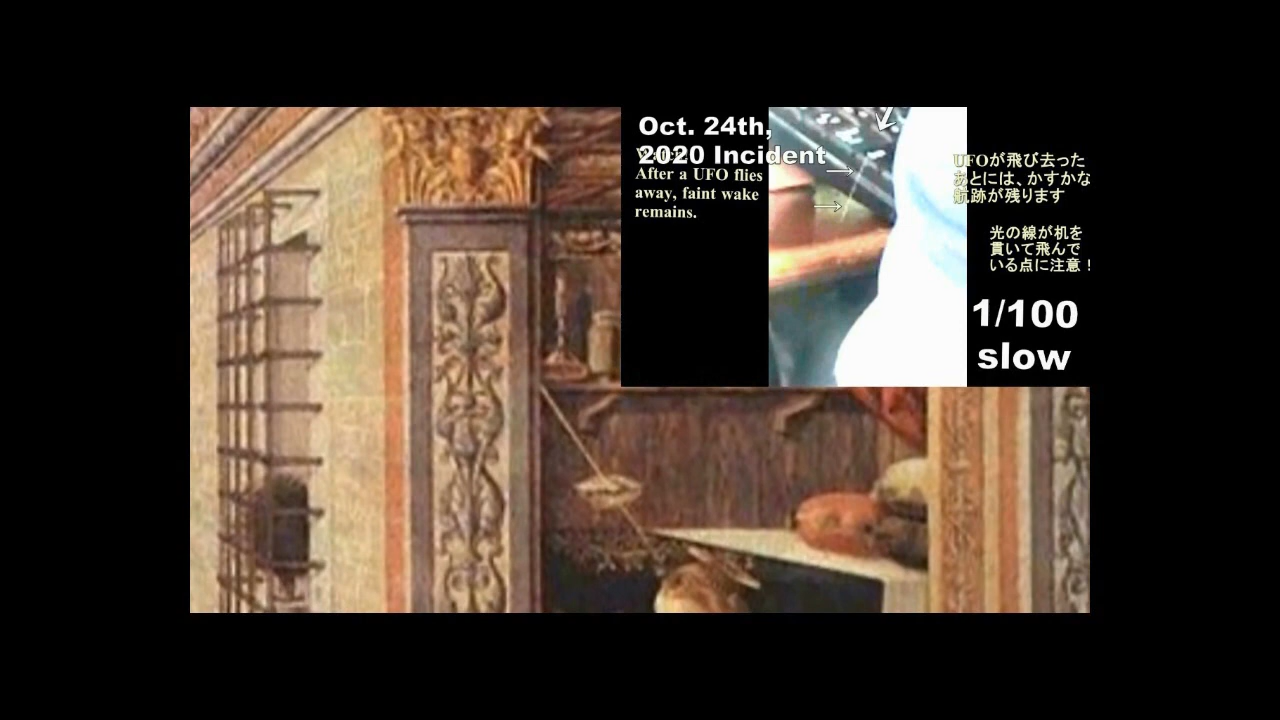 Oct. 24th,
2020 Incident
After a UFO flies
away, faint wake
remains.
UFOが飛び去った
あとには、かすかな
航跡が残ります
光の線が机を
貫いて飛んで
いる点に注意！
1/100
slow